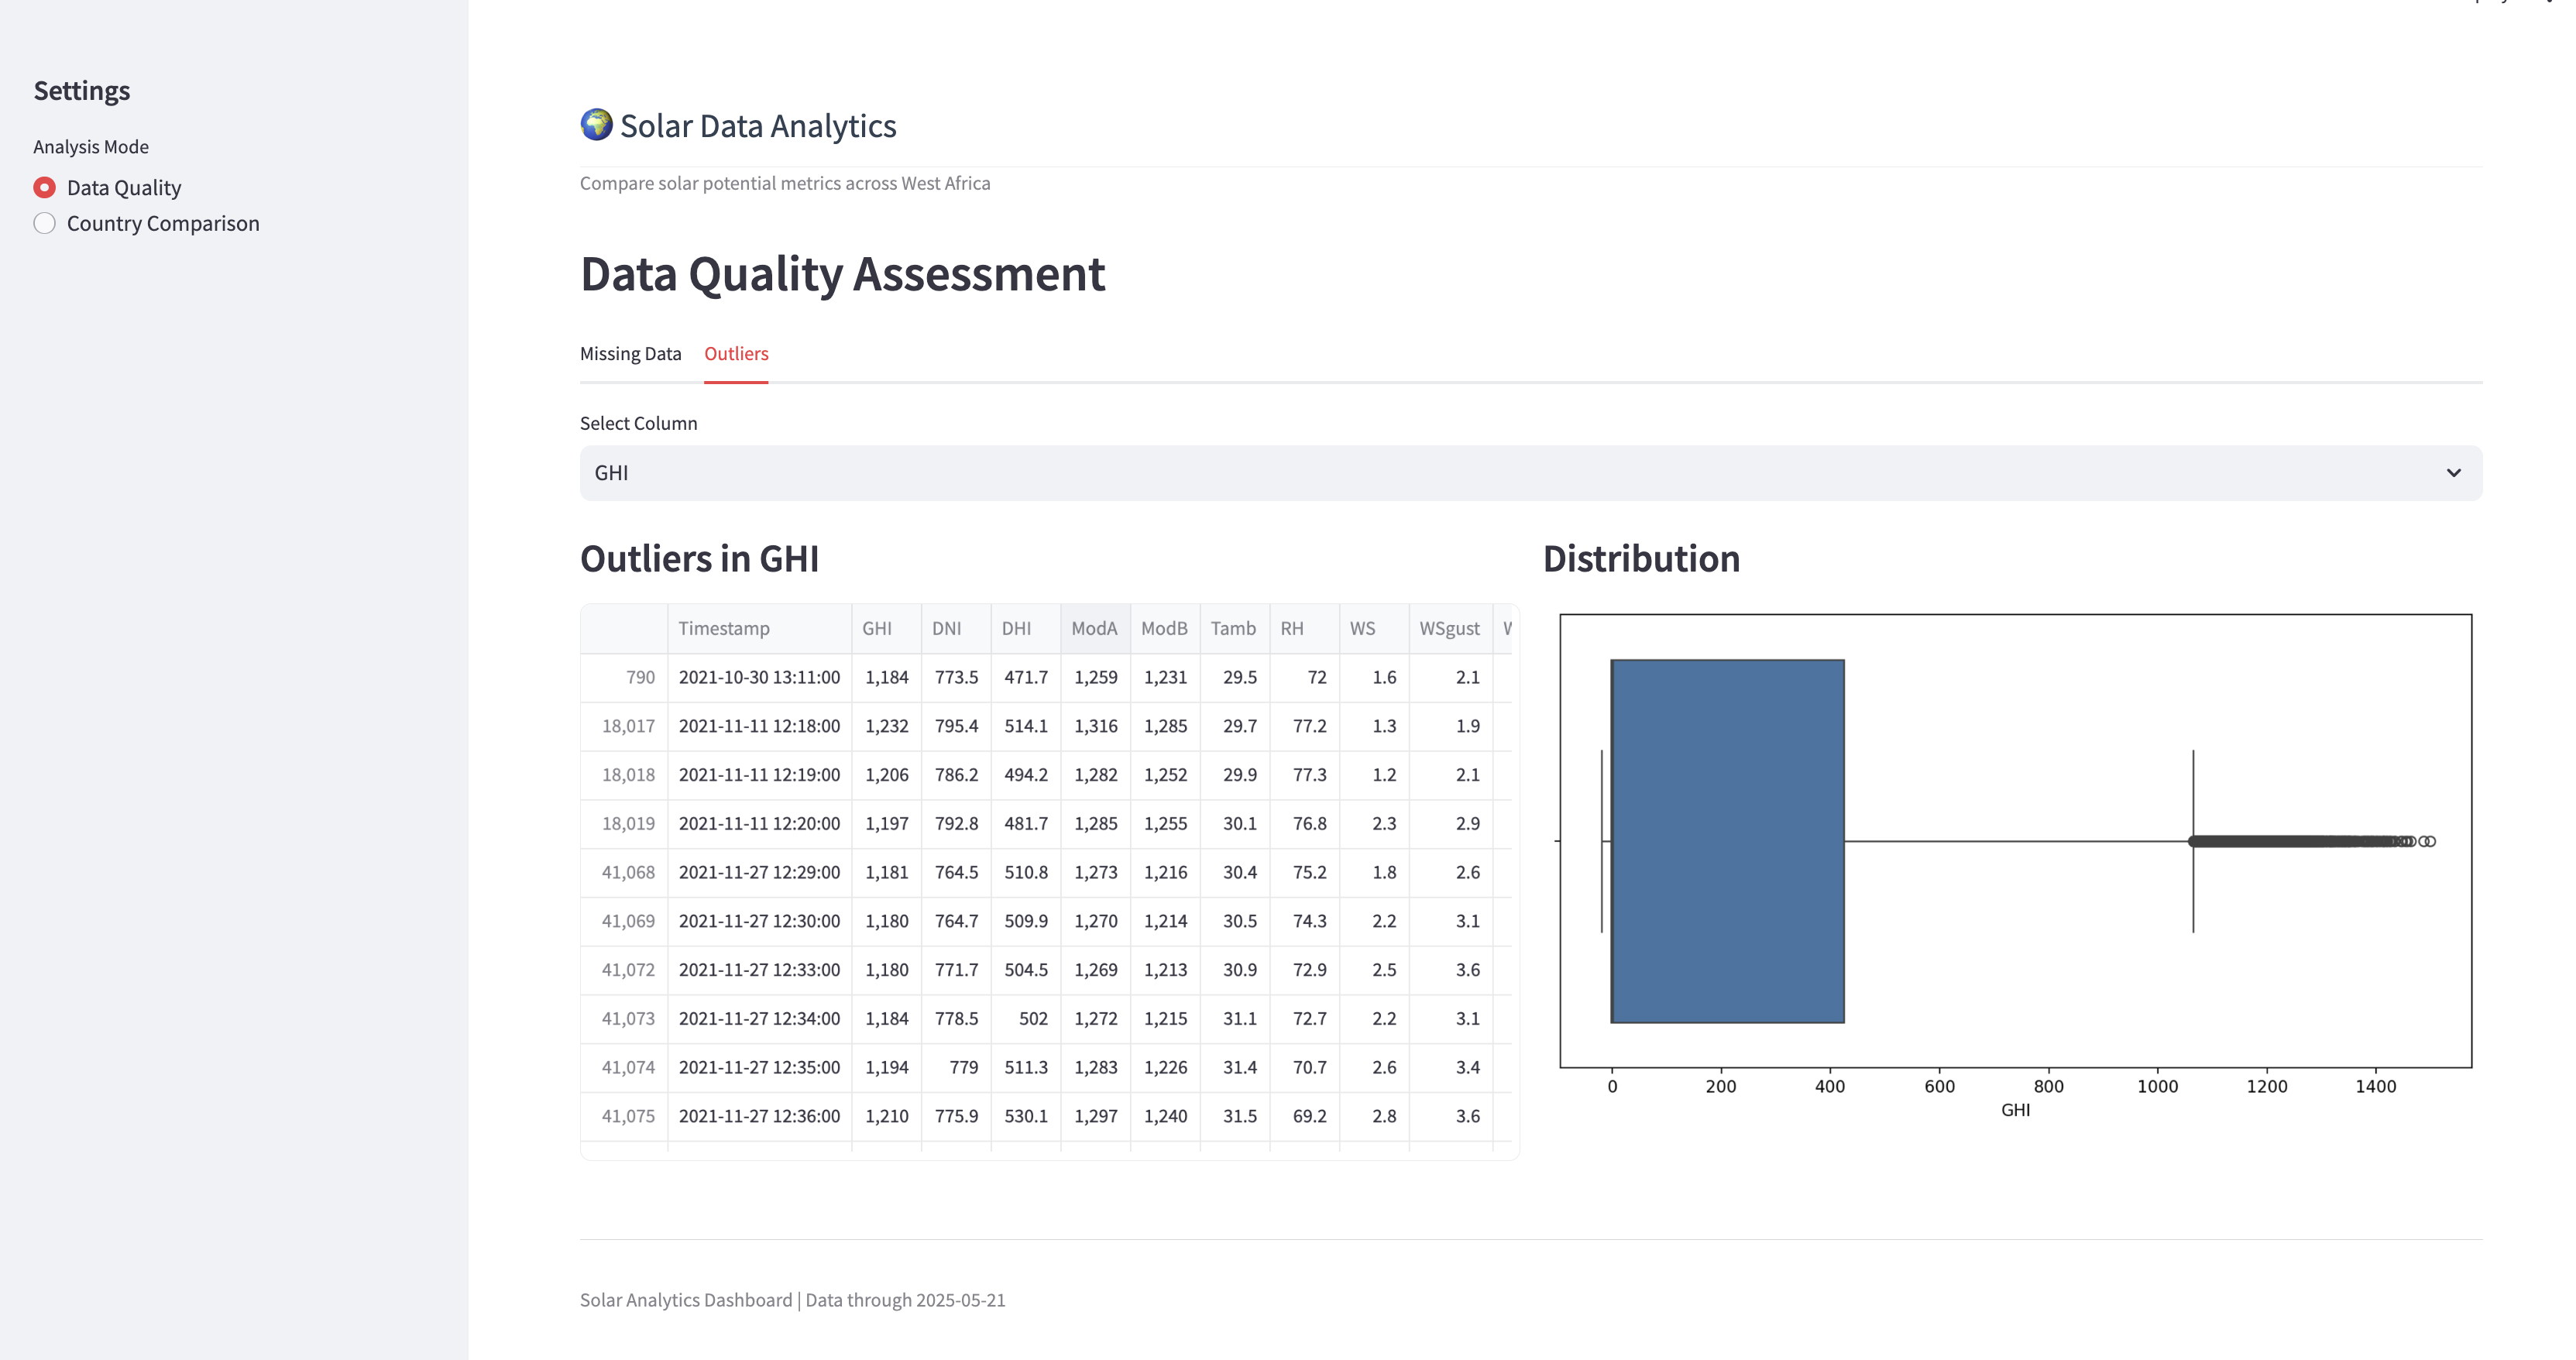 Settings
Analysis Mode
Data Quality
Country Comparison
Solar Data Analytics
Compare solar potential metrics across West Africa
Data Quality Assessment
Missing Data Outliers
Select Column
GHI
Outliers in GHI
Timestamp GHI DNI DHI ModA ModB Tamb RH WS WSgust
790 2021-10-30 13:11:00 1,184 773.5 471.7 1,259 1,231 29.5 72 1.6 2.1
18,017 2021-11-11 12:18:00 1,232 795.4 514.1 1,316 1,285 29.7 77.2 1.3 1.9
18,018 2021-11-11 12:19:00 1,206 786.2 494.2 1,282 1,252 29.9 77.3 1.2 2.1
18,019 2021-11-11 12:20:00 1,197 792.8 481.7 1,285 1,255 30.1 76.8 2.3 2.9
41,068 2021-11-27 12:29:00 1,181 764.5 510.8 1,273 1,216 30.4 75.2 1.8 2.6
41,069 2021-11-27 12:30:00 1,180 764.7 509.9 1,270 1,214 30.5 74.3 2.2 3.1
41,072 2021-11-27 12:33:00 1,180 771.7 504.5 1,269 1,213 30.9 72.9 2.5 3.6
41,073 2021-11-27 12:34:00 1,184 778.5 502 1,272 1,215 31.1 72.7 2.2 3.1
41,074 2021-11-27 12:35:00 1,194 779 511.3 1,283 1,226 31.4 70.7 2.6 3.4
41,075 2021-11-27 12:36:00 1,210 775.9 530.1 1,297 1,240 31.5 69.2 2.8 3.6
Distribution
0 200 400 600 800 1000 1200 1400
GHI
Solar Analytics Dashboard | Data through 2025-05-21